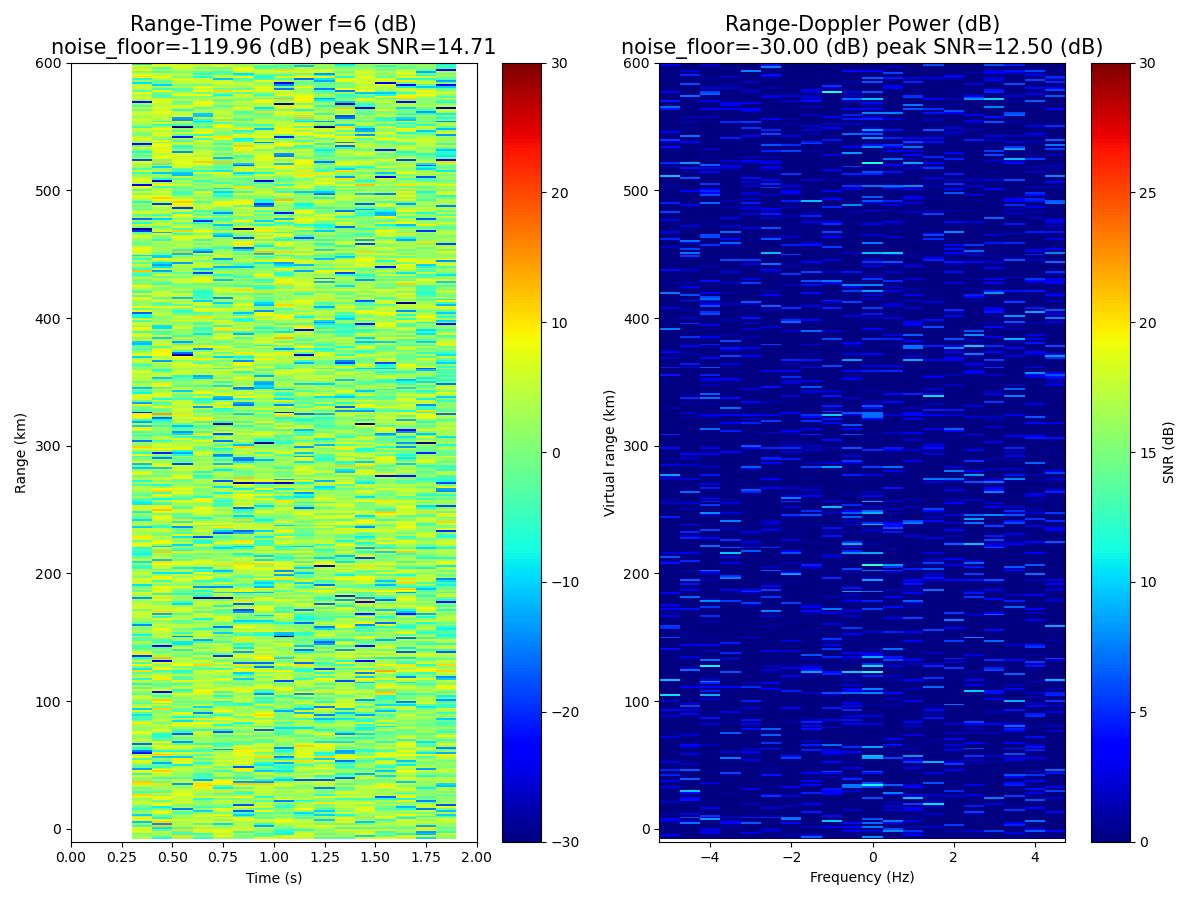 Range-Time Power f=6 (dB)
noise_floor=-119.96 (dB) peak SNR=14.71
Range (km)
600
500
400
300
200
100
0
0.00 0.25 0.50 0.75 1.00 1.25 1.50 1.75 2.00
Time (s)
30
20
10
0
−10
−20
−30
Range-Doppler Power (dB)
noise_floor=-30.00 (dB) peak SNR=12.50 (dB)
Virtual range (km)
600
500
400
300
200
100
0
−4 −2 0 2 4
Frequency (Hz)
30
25
20
15
10
5
0
SNR (dB)